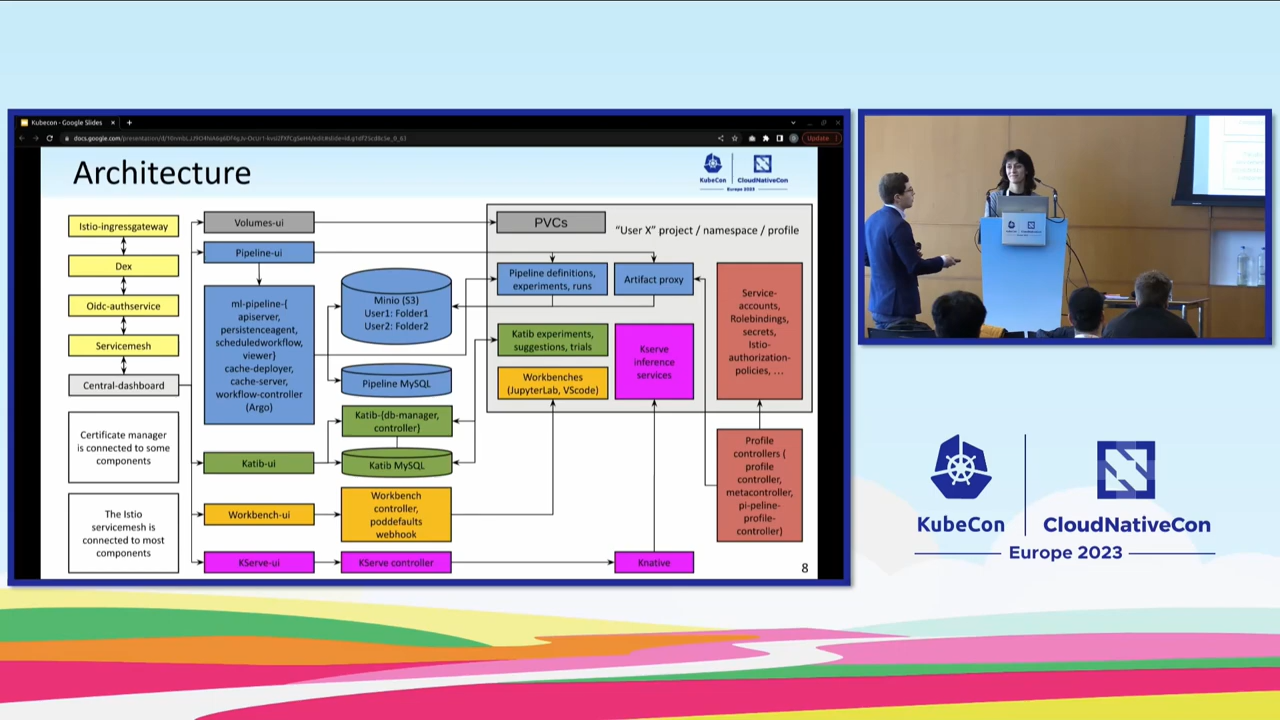 Kubecon - Google Slides
Update
Architecture
KubeCon
CloudNativeCon
Europe 2023
Istio-ingressgateway
Dex
Oidc-authservice
Servicemesh
Central-dashboard
Certificate manager
is connected to some
components
The Istio
servicemesh is
connected to most
components
Volumes-ui
Pipeline-ui
ml-pipeline-{
apiserver,
persistenceagent,
scheduledworkflow,
viewer}
cache-deployer,
cache-server,
workflow-controller
(Argo)
Katib-ui
Workbench-ui
KServe-ui
Minio (S3)
User1: Folder1
User2: Folder2
Pipeline MySQL
Katib-{db-manager,
controller}
Katib MySQL
Workbench
controller,
poddefaults
webhook
KServe controller
PVCs
"User X" project / namespace / profile
Pipeline definitions,
experiments, runs
Artifact proxy
Katib experiments,
suggestions, trials
Workbenches
(JupyterLab, VScode)
Kserve
inference
services
Service-
accounts,
Rolebindings,
secrets,
Istio-
authorization-
policies, ...
Profile
controllers (
profile
controller,
metacontroller,
pi-peline-
profile-
controller)
Knative
8
KubeCon
CloudNativeCon
Europe 2023